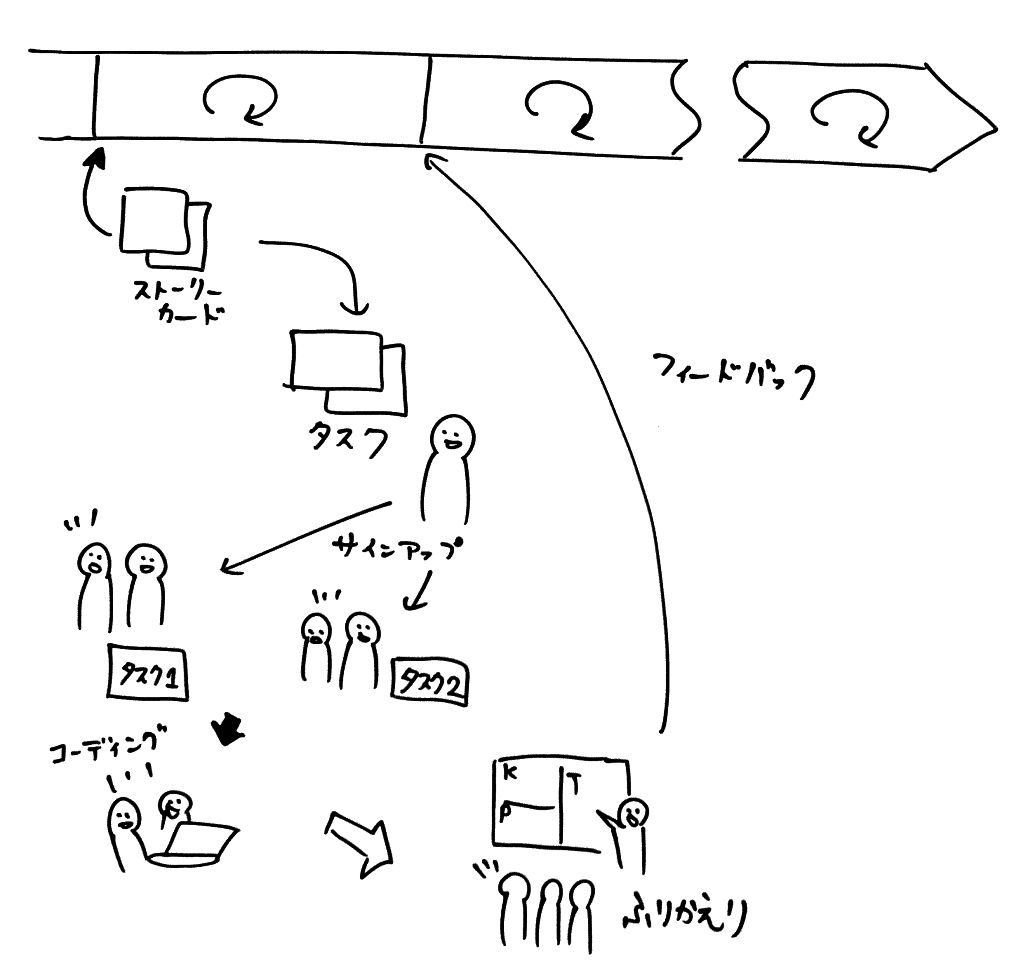 ストーリー
カード
フィードバック
タスク
サインアップ
タスク1
タスク2
コーディング
K
T
P
ふりかえり